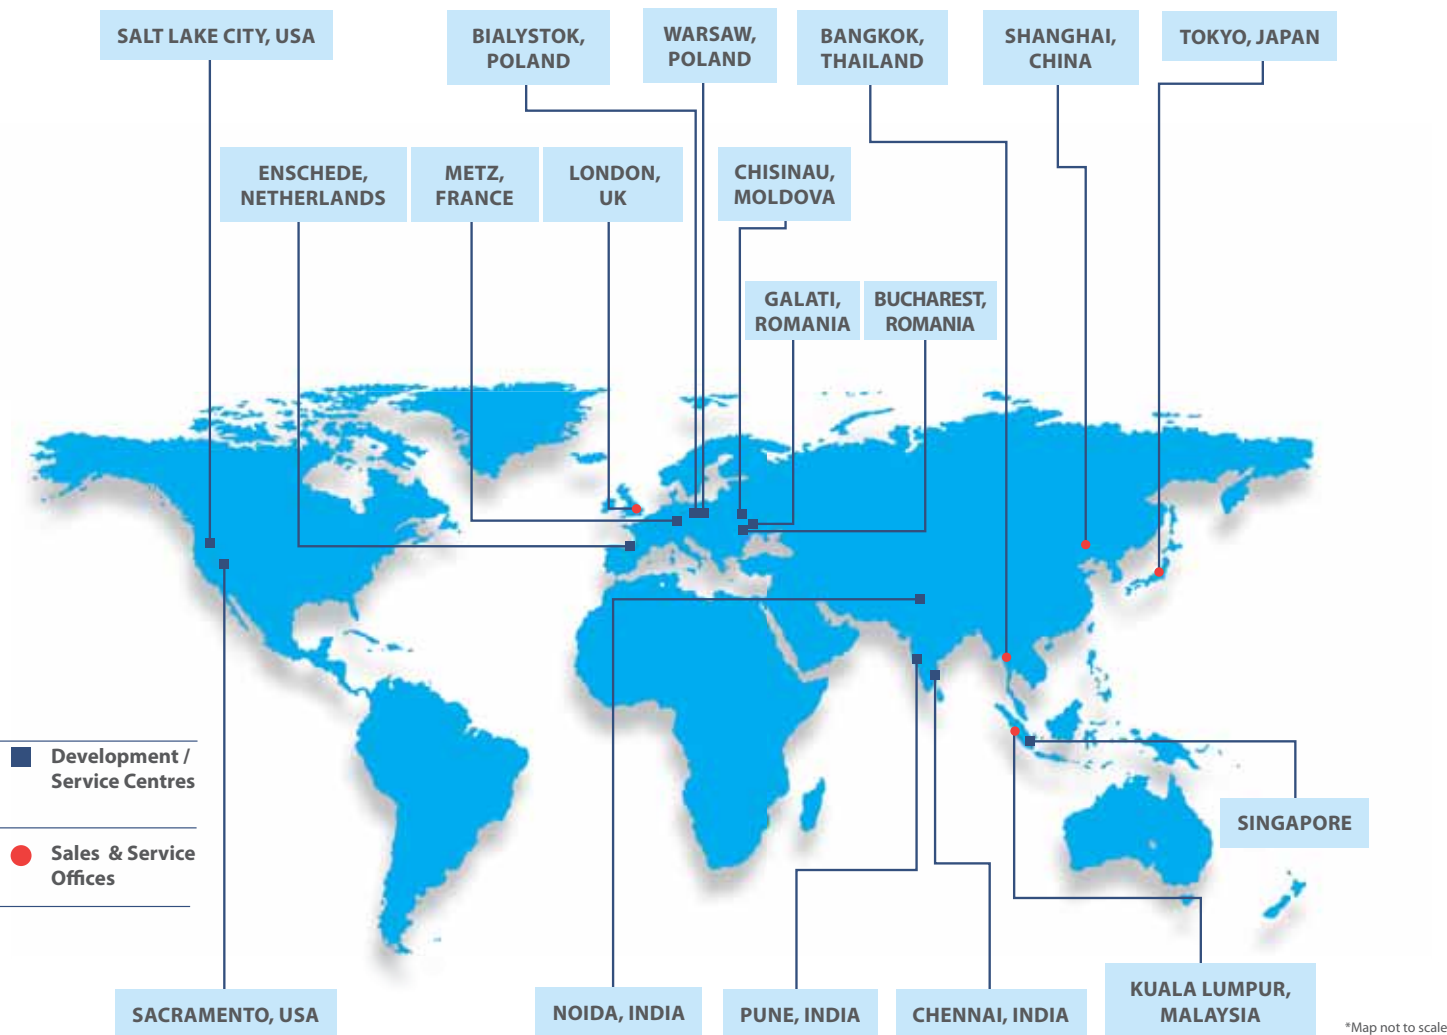 SALT LAKE CITY, USA
BIALYSTOK,
POLAND
WARSAW,
POLAND
BANGKOK,
THAILAND
SHANGHAI,
CHINA
TOKYO, JAPAN
ENSCHEDE,
NETHERLANDS
METZ,
FRANCE
LONDON,
UK
CHISINAU,
MOLDOVA
GALATI,
ROMANIA
BUCHAREST,
ROMANIA
Development /
Service Centres
Sales & Service
Offices
SINGAPORE
SACRAMENTO, USA
NOIDA, INDIA
PUNE, INDIA
CHENNAI, INDIA
KUALA LUMPUR,
MALAYSIA
*Map not to scale